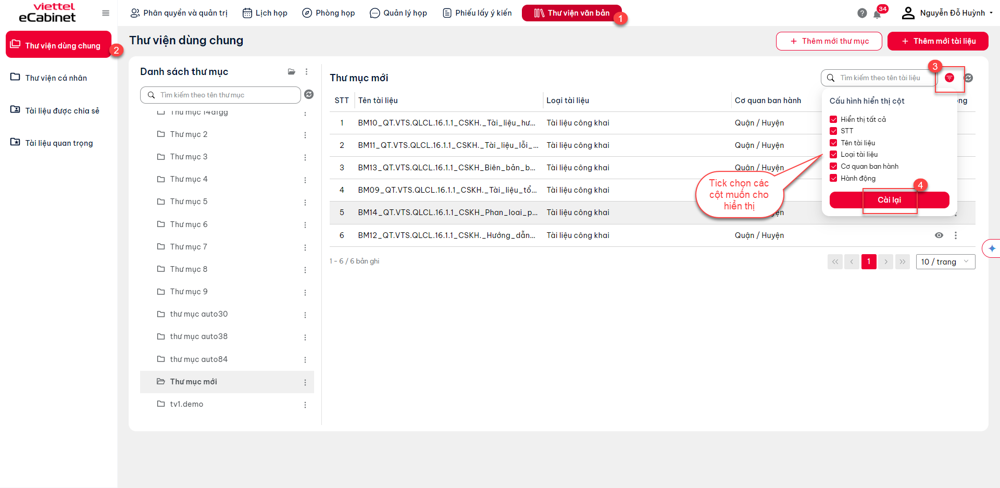 viettel
eCabinet
Phân quyền và quản trị
Lịch họp
Phòng họp
Quản lý họp
Phiếu lấy ý kiến
Thư viện văn bản
1
?
34
Nguyễn Đỗ Huỳnh
Thư viện dùng chung
2
Thư viện cá nhân
Tài liệu được chia sẻ
Tài liệu quan trọng
Thư viện dùng chung
+ Thêm mới thư mục
+ Thêm mới tài liệu
Danh sách thư mục
Tìm kiếm theo tên thư mục
Thư mục 14afgg
Thư mục 2
Thư mục 3
Thư mục 4
Thư mục 5
Thư mục 6
Thư mục 7
Thư mục 8
Thư mục 9
thư mục auto30
thư mục auto38
thư mục auto84
Thư mục mới
tv1.demo
Thư mục mới
Tìm kiếm theo tên tài liệu
3
STT Tên tài liệu Loại tài liệu Cơ quan ban hành ng
1 BM10_QT.VTS.QLCL.16.1.1_CSKH._Tài_liệu_hư... Tài liệu công khai Quận / Huyện
2 BM11_QT.VTS.QLCL.16.1.1_CSKH._Tài_liệu_lỗi_... Tài liệu công khai Quận / Huyện
3 BM13_QT.VTS.QLCL.16.1.1_CSKH_Biên_bản_b... Tài liệu công khai Quận / Huyện
4 BM09_QT.VTS.QLCL.16.1.1_CSKH._Tài_liệu_tổ... Tài liệu công khai
5 BM14_QT.VTS.QLCL.16.1.1_CSKH_Phan_loai_p... Tài liệu công khai yện
6 BM12_QT.VTS.QLCL.16.1.1_CSKH._Hướng_dẫn... Tài liệu công khai Quận / Huyện
Cấu hình hiển thị cột
Hiển thị tất cả
STT
Tên tài liệu
Loại tài liệu
Cơ quan ban hành
Hành động
4
Cài lại
Tick chọn các
cột muốn cho
hiển thị
1 - 6 / 6 bản ghi
<< < 1 > >>
10 / trang